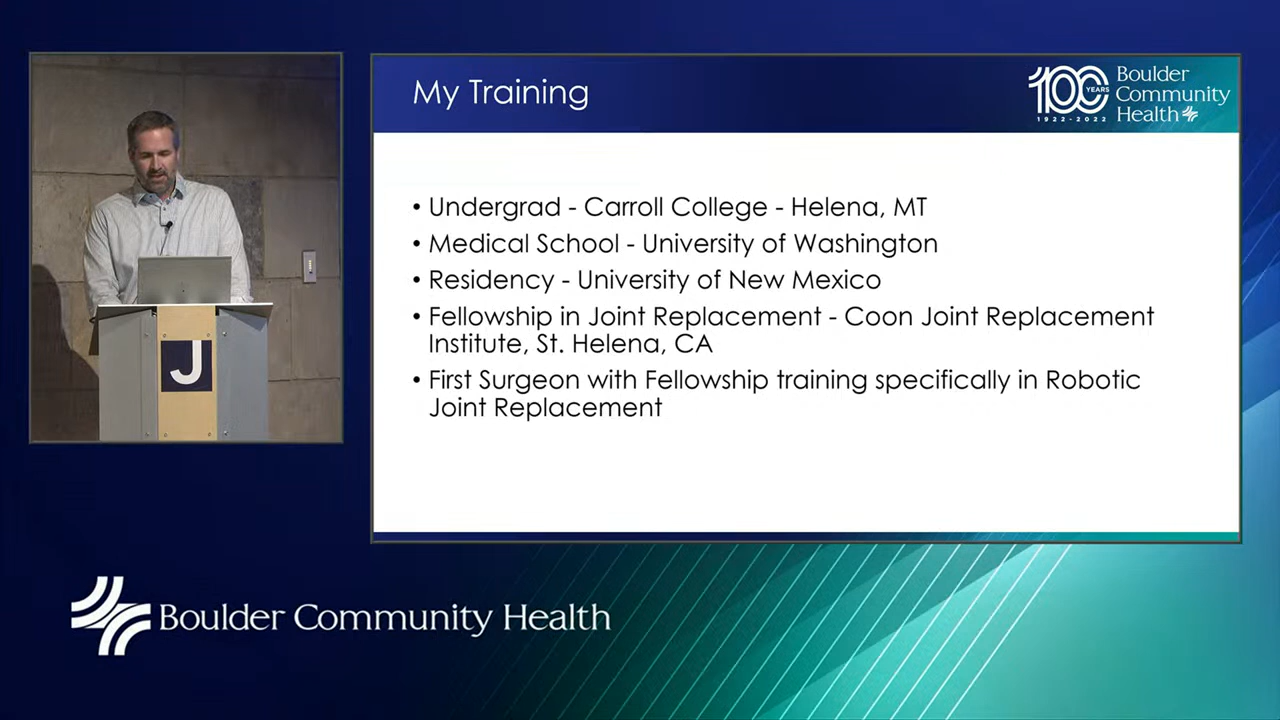 My Training
100 YEARS
1922-2022
Boulder
Community
Health
• Undergrad - Carroll College - Helena, MT
• Medical School - University of Washington
• Residency - University of New Mexico
• Fellowship in Joint Replacement - Coon Joint Replacement
Institute, St. Helena, CA
• First Surgeon with Fellowship training specifically in Robotic
Joint Replacement
J
Boulder Community Health